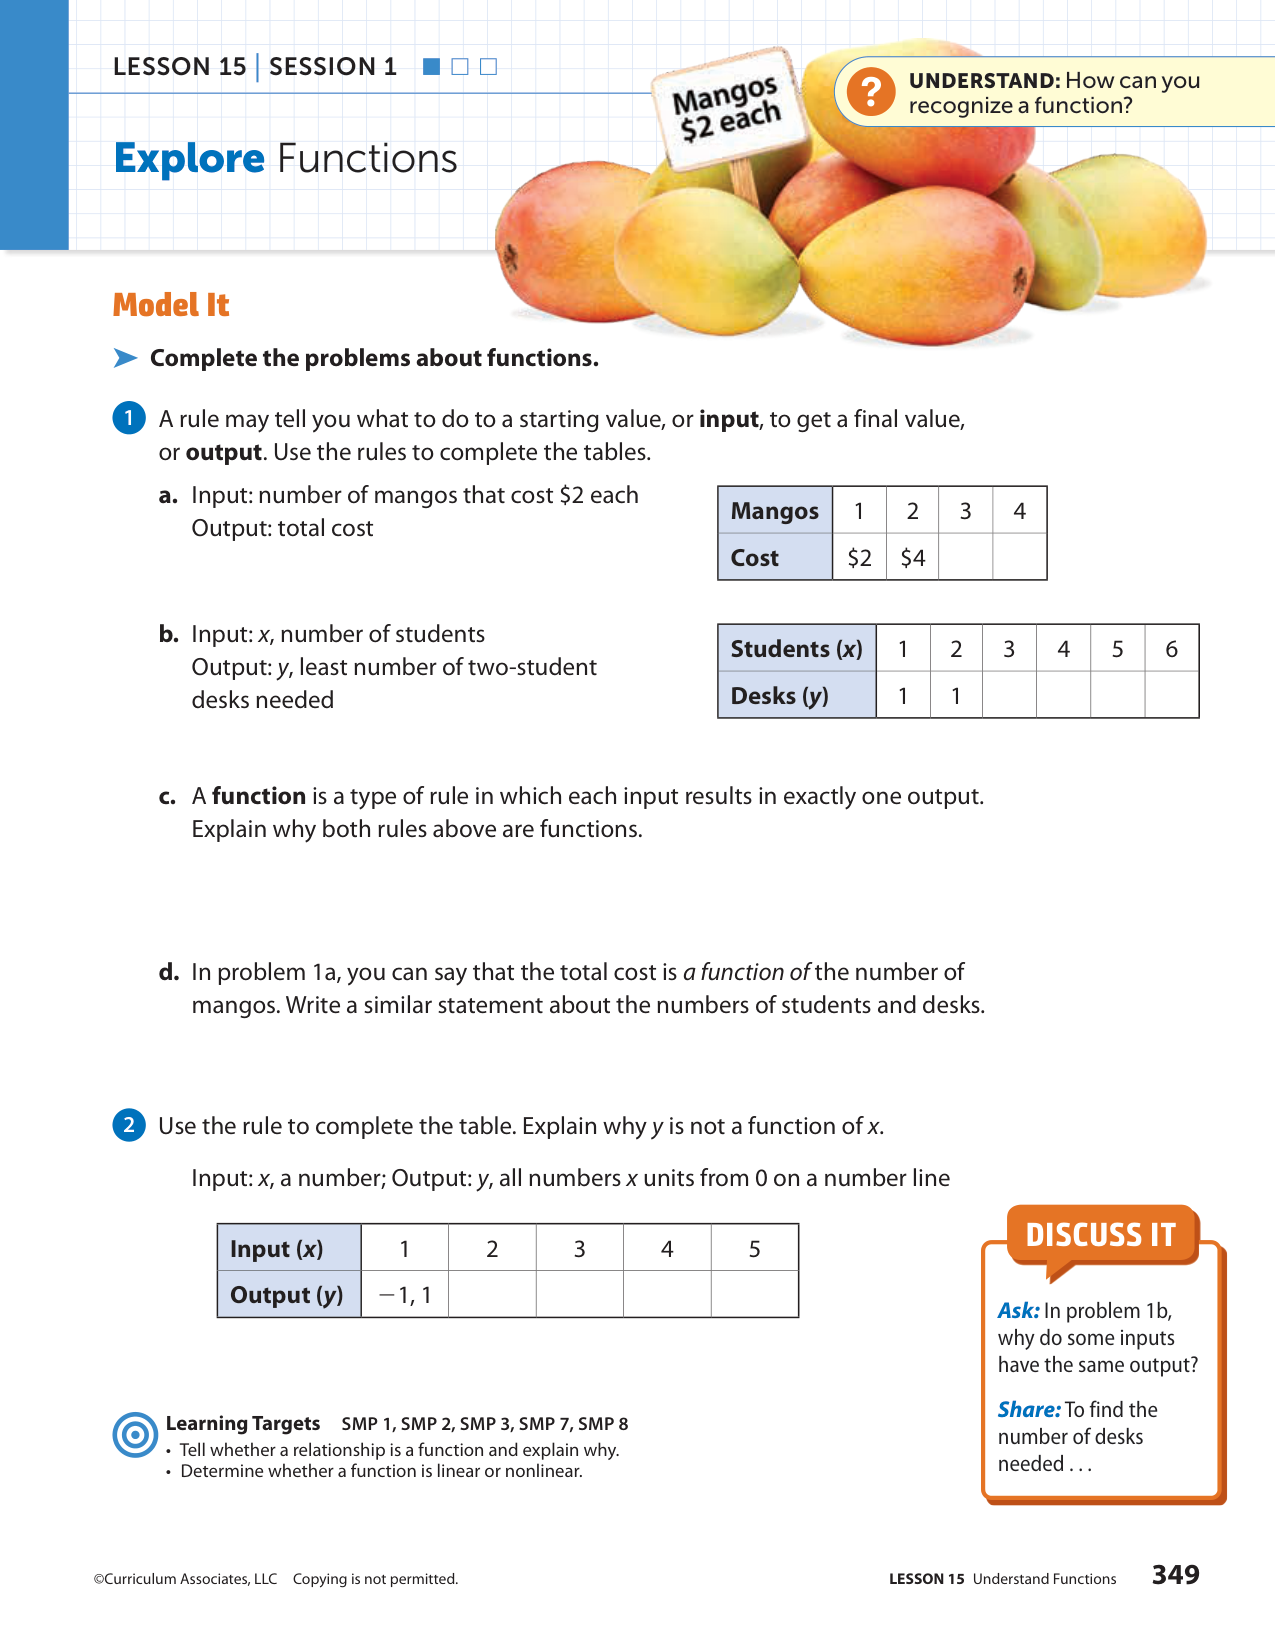 LESSON 15 | SESSION 1
Mangos
$2 each
? UNDERSTAND: How can you
recognize a function?
Explore Functions
Model It
Complete the problems about functions.
1 A rule may tell you what to do to a starting value, or input, to get a final value,
or output. Use the rules to complete the tables.
a. Input: number of mangos that cost $2 each
Output: total cost
Mangos 1 2 3 4
Cost $2 $4
b. Input: x, number of students
Output: y, least number of two-student
desks needed
Students (x) 1 2 3 4 5 6
Desks (y) 1 1
c. A function is a type of rule in which each input results in exactly one output.
Explain why both rules above are functions.
d. In problem 1a, you can say that the total cost is a function of the number of
mangos. Write a similar statement about the numbers of students and desks.
2 Use the rule to complete the table. Explain why y is not a function of x.
Input: x, a number; Output: y, all numbers x units from 0 on a number line
Input (x) 1 2 3 4 5
Output (y) −1, 1
DISCUSS IT
Ask: In problem 1b,
why do some inputs
have the same output?
Share: To find the
number of desks
needed . . .
Learning Targets SMP 1, SMP 2, SMP 3, SMP 7, SMP 8
• Tell whether a relationship is a function and explain why.
• Determine whether a function is linear or nonlinear.
©Curriculum Associates, LLC Copying is not permitted.
LESSON 15 Understand Functions 349